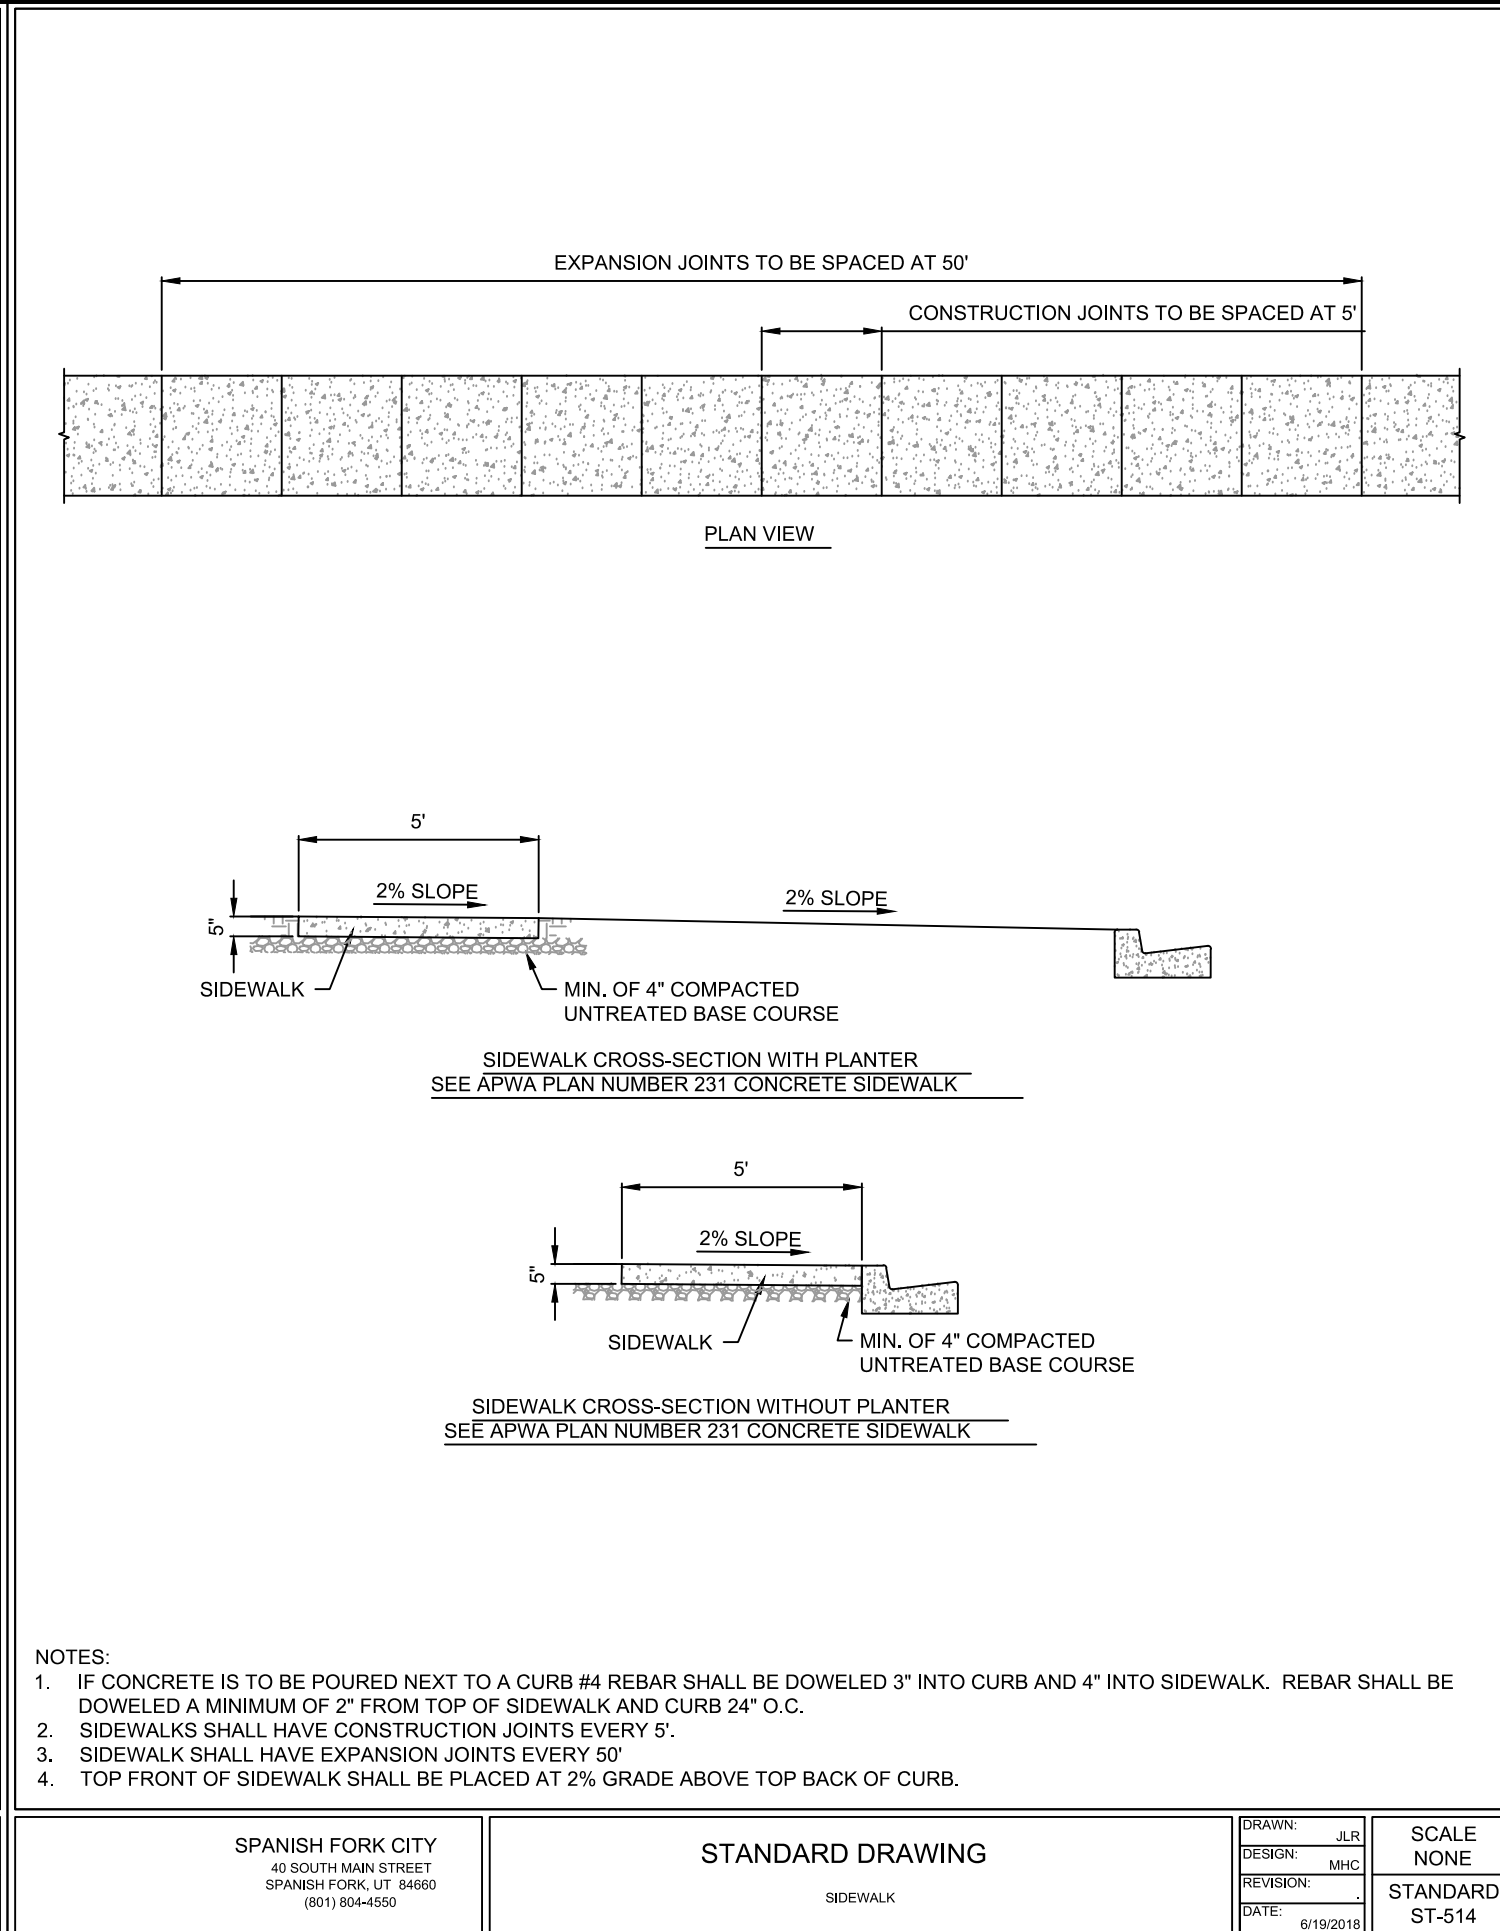 EXPANSION JOINTS TO BE SPACED AT 50'
CONSTRUCTION JOINTS TO BE SPACED AT 5'
PLAN VIEW
5'
2% SLOPE
2% SLOPE
5"
SIDEWALK
MIN. OF 4" COMPACTED
UNTREATED BASE COURSE
SIDEWALK CROSS-SECTION WITH PLANTER
SEE APWA PLAN NUMBER 231 CONCRETE SIDEWALK
5'
2% SLOPE
5"
SIDEWALK
MIN. OF 4" COMPACTED
UNTREATED BASE COURSE
SIDEWALK CROSS-SECTION WITHOUT PLANTER
SEE APWA PLAN NUMBER 231 CONCRETE SIDEWALK
NOTES:
1. IF CONCRETE IS TO BE POURED NEXT TO A CURB #4 REBAR SHALL BE DOWELED 3" INTO CURB AND 4" INTO SIDEWALK. REBAR SHALL BE
DOWELED A MINIMUM OF 2" FROM TOP OF SIDEWALK AND CURB 24" O.C.
2. SIDEWALKS SHALL HAVE CONSTRUCTION JOINTS EVERY 5'.
3. SIDEWALK SHALL HAVE EXPANSION JOINTS EVERY 50'
4. TOP FRONT OF SIDEWALK SHALL BE PLACED AT 2% GRADE ABOVE TOP BACK OF CURB.
SPANISH FORK CITY
40 SOUTH MAIN STREET
SPANISH FORK, UT 84660
(801) 804-4550
STANDARD DRAWING
SIDEWALK
DRAWN:
JLR
DESIGN:
MHC
REVISION:
.
DATE:
6/19/2018
SCALE
NONE
STANDARD
ST-514